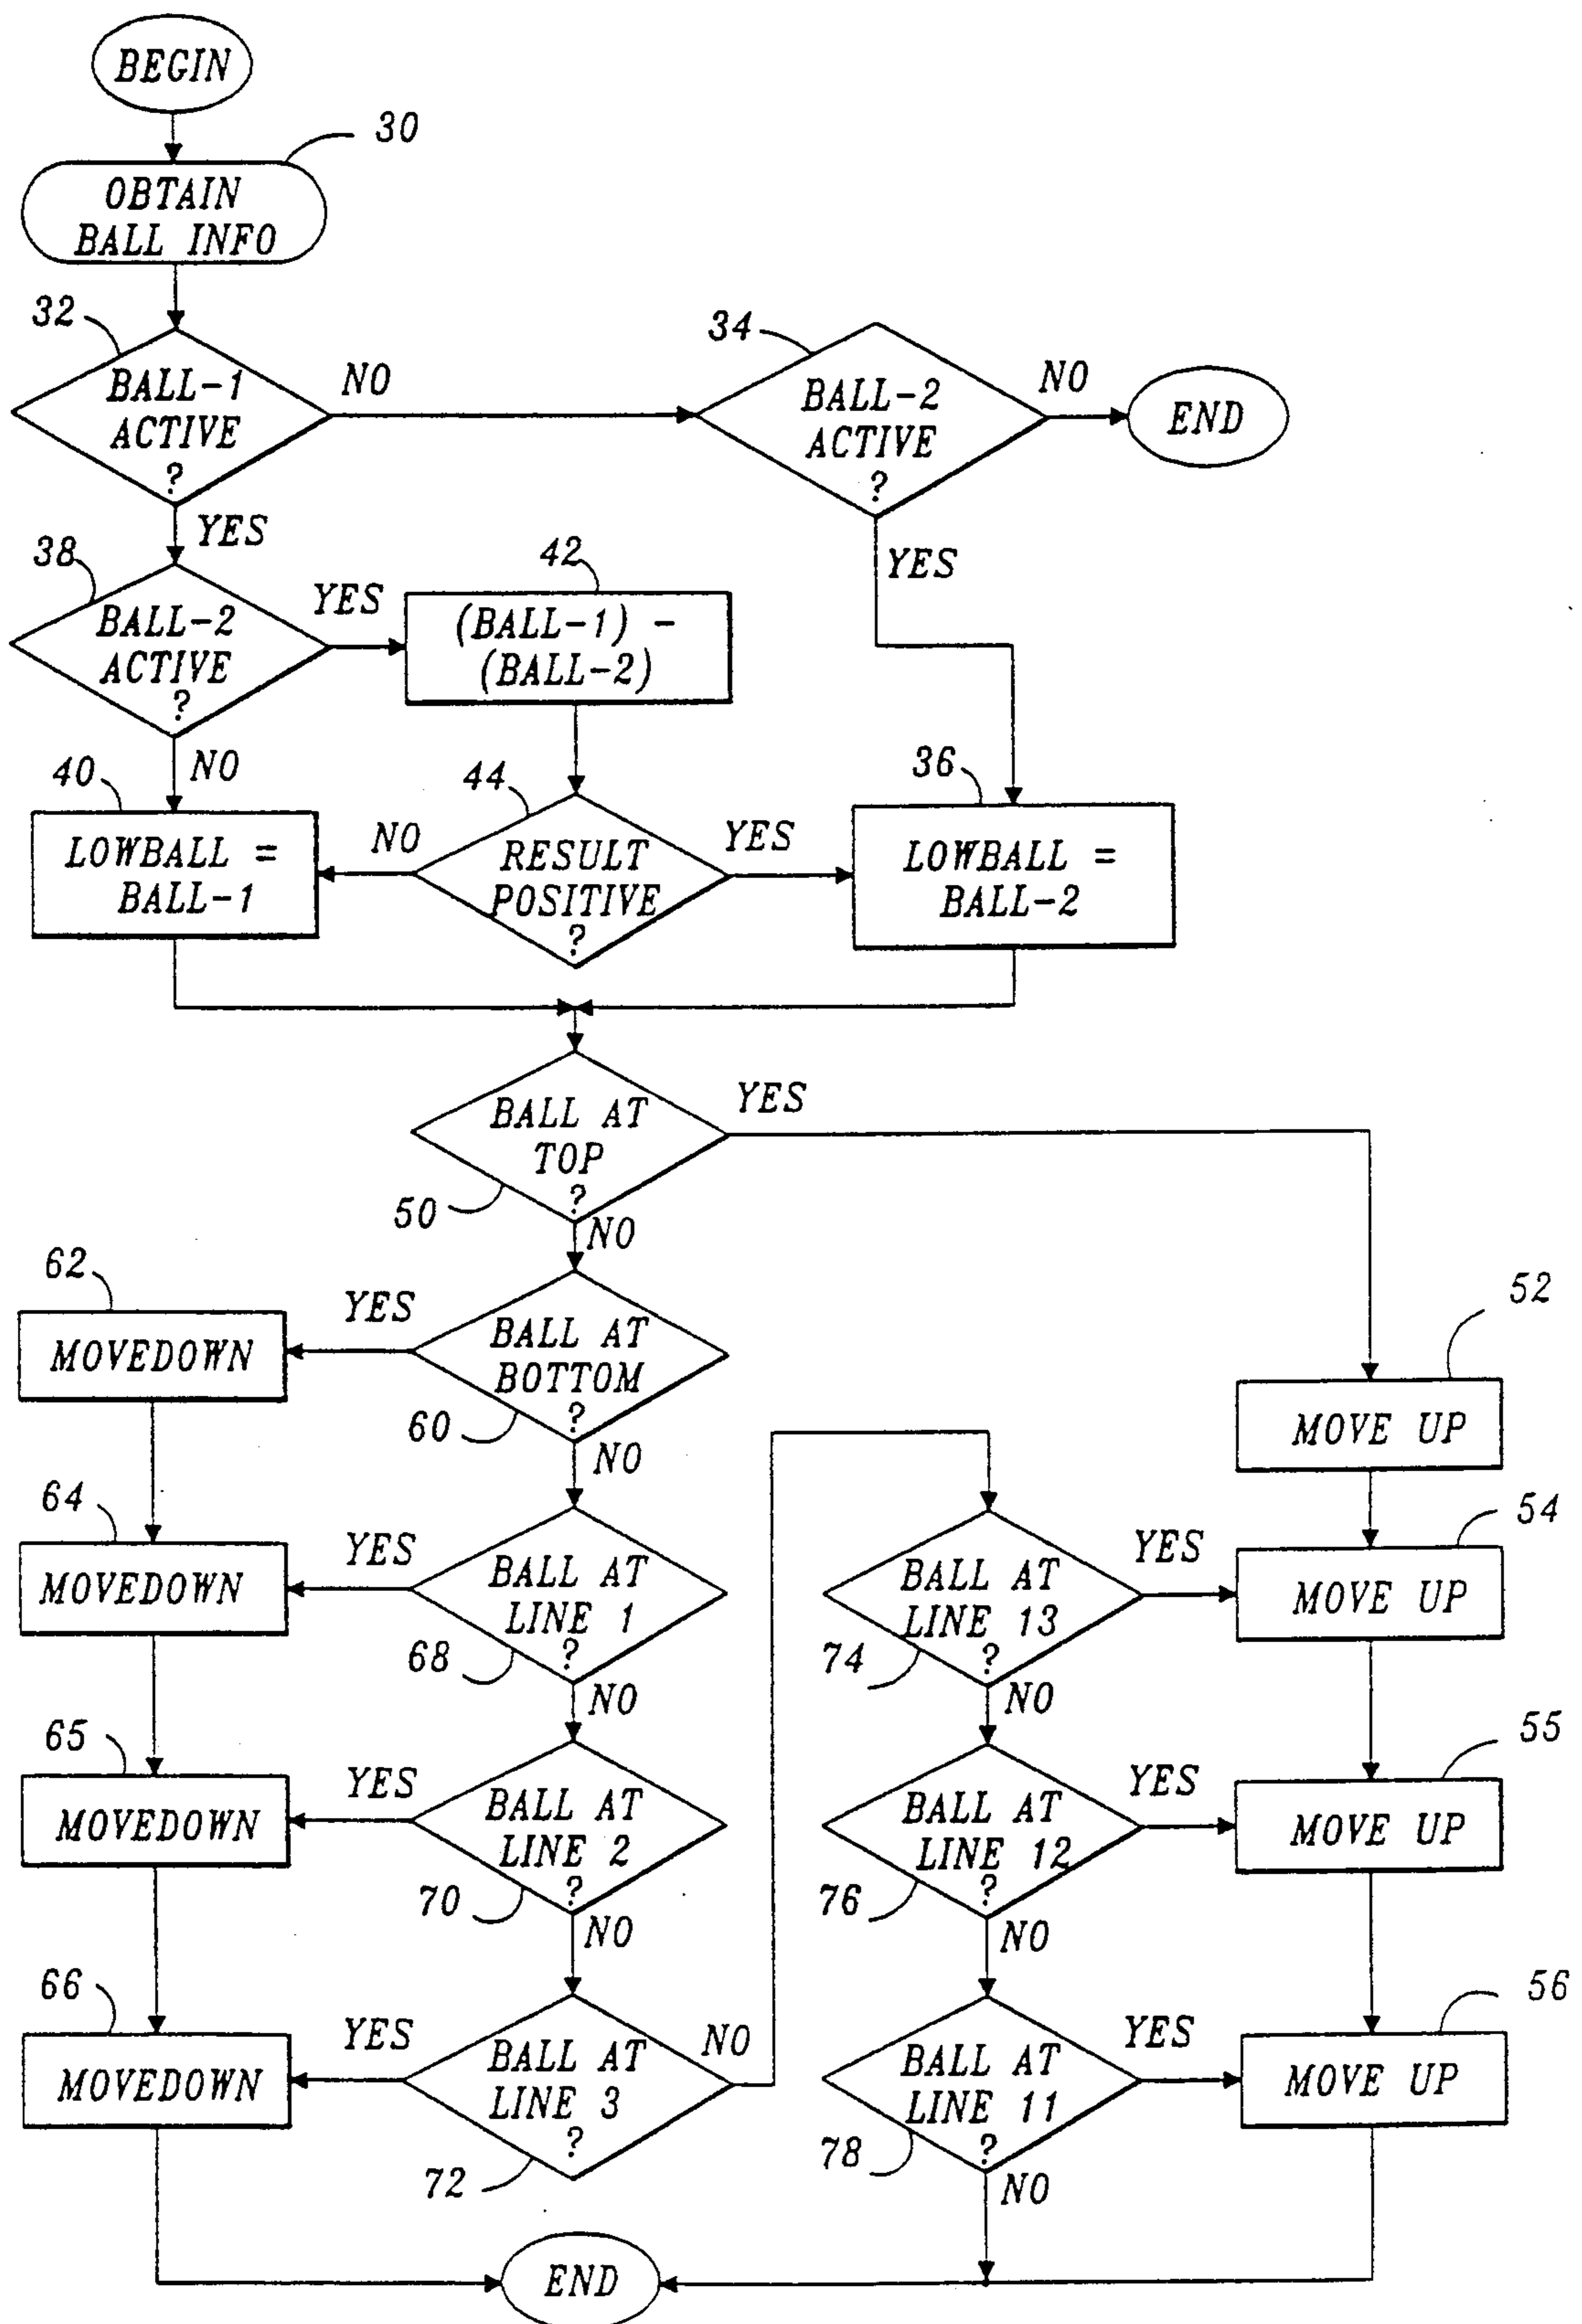 BEGIN
30
OBTAIN
BALL INFO
32
BALL-1
ACTIVE
?
NO
34
BALL-2
ACTIVE
?
NO
END
YES
YES
38
BALL-2
ACTIVE
?
YES
42
(BALL-1) -
(BALL-2)
NO
40
LOWBALL =
BALL-1
44
NO
RESULT
POSITIVE
?
YES
36
LOWBALL =
BALL-2
BALL AT
TOP
?
YES
50
NO
62
MOVEDOWN
YES
BALL AT
BOTTOM
?
60
NO
52
MOVE UP
64
MOVEDOWN
YES
BALL AT
LINE 1
?
68
NO
BALL AT
LINE 13
?
74
YES
54
MOVE UP
NO
65
MOVEDOWN
YES
BALL AT
LINE 2
?
70
NO
BALL AT
LINE 12
?
76
YES
55
MOVE UP
NO
66
MOVEDOWN
YES
BALL AT
LINE 3
?
72
NO
BALL AT
LINE 11
?
78
YES
56
MOVE UP
NO
END